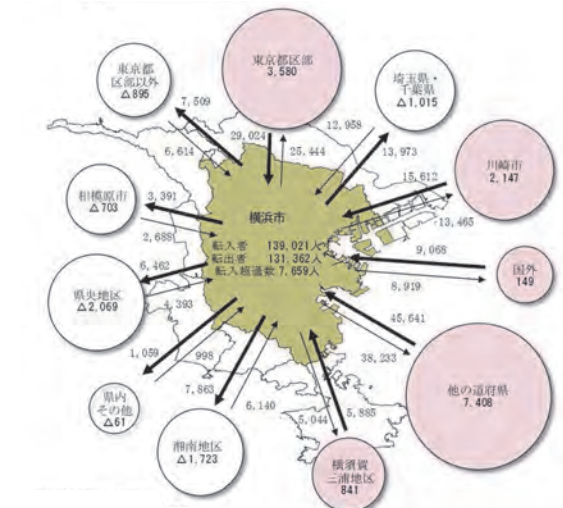 東京都区部
3,580
東京都
区部以外
△895
埼玉県・
千葉県
△1,015
7,509
6,614
29,024
25,444
12,958
13,973
川崎市
2,147
15,612
13,465
相模原市
△703
3,391
2,688
横浜市
転入者 139,021人
転出者 131,362人
転入超過数 7,659人
9,068
8,919
国外
149
県央地区
△2,069
6,462
4,393
45,641
38,233
他の道府県
7,408
県内
その他
△61
1,059
998
湘南地区
△1,723
7,863
6,140
5,044
5,885
横須賀
三浦地区
841